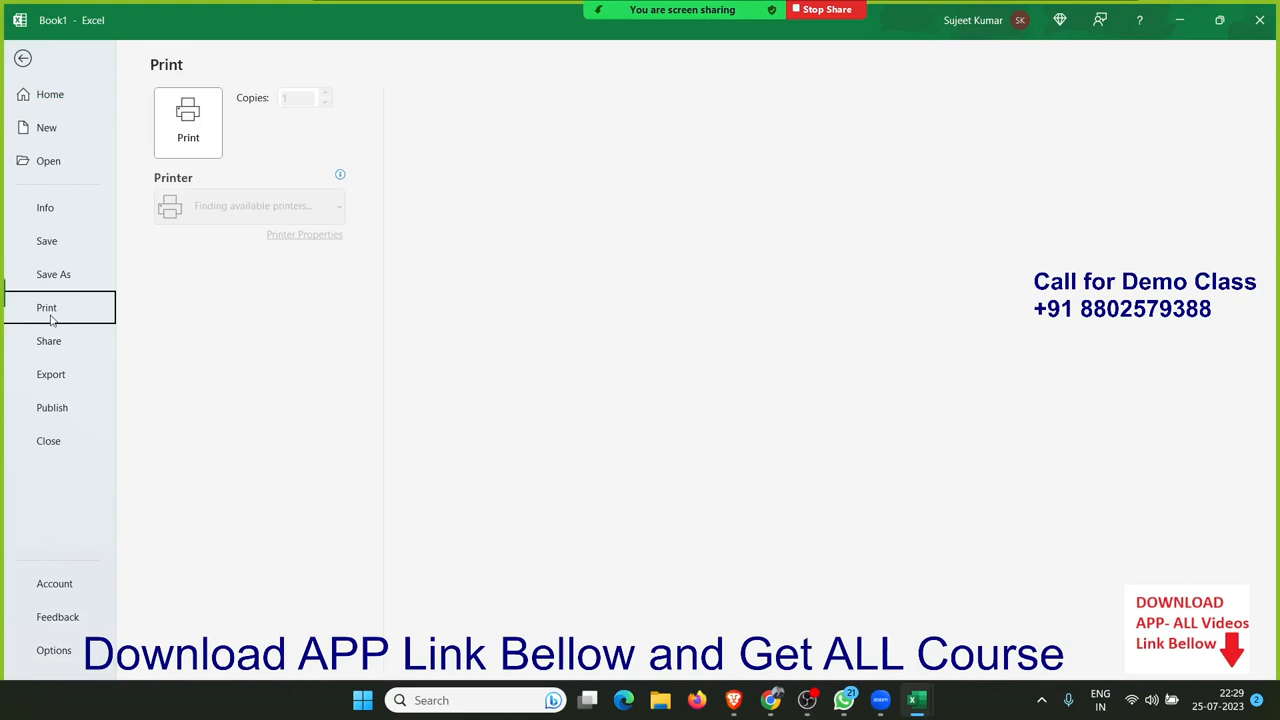 Book1 - Excel
You are screen sharing
Stop Share
Sujeet Kumar
SK
?
Home
New
Open
Info
Save
Save As
Print
Share
Export
Publish
Close
Account
Feedback
Options
Print
Print
Copies:
1
Printer
Finding available printers...
Printer Properties
Call for Demo Class
+91 8802579388
DOWNLOAD
APP- ALL Videos
Link Bellow
Download APP Link Bellow and Get ALL Course
Search
21
zoom
ENG
IN
22:29
25-07-2023
2